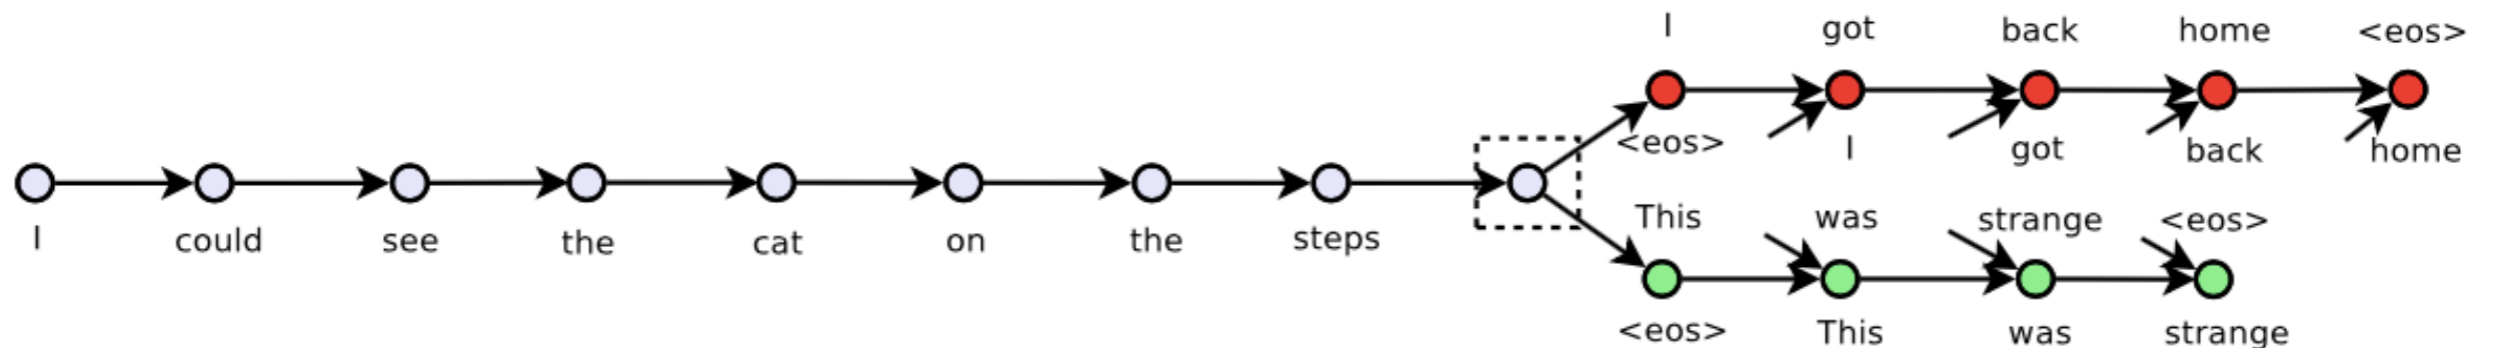 I got back home <eos>
<eos> I got back home
I could see the cat on the steps
This was strange <eos>
<eos> This was strange